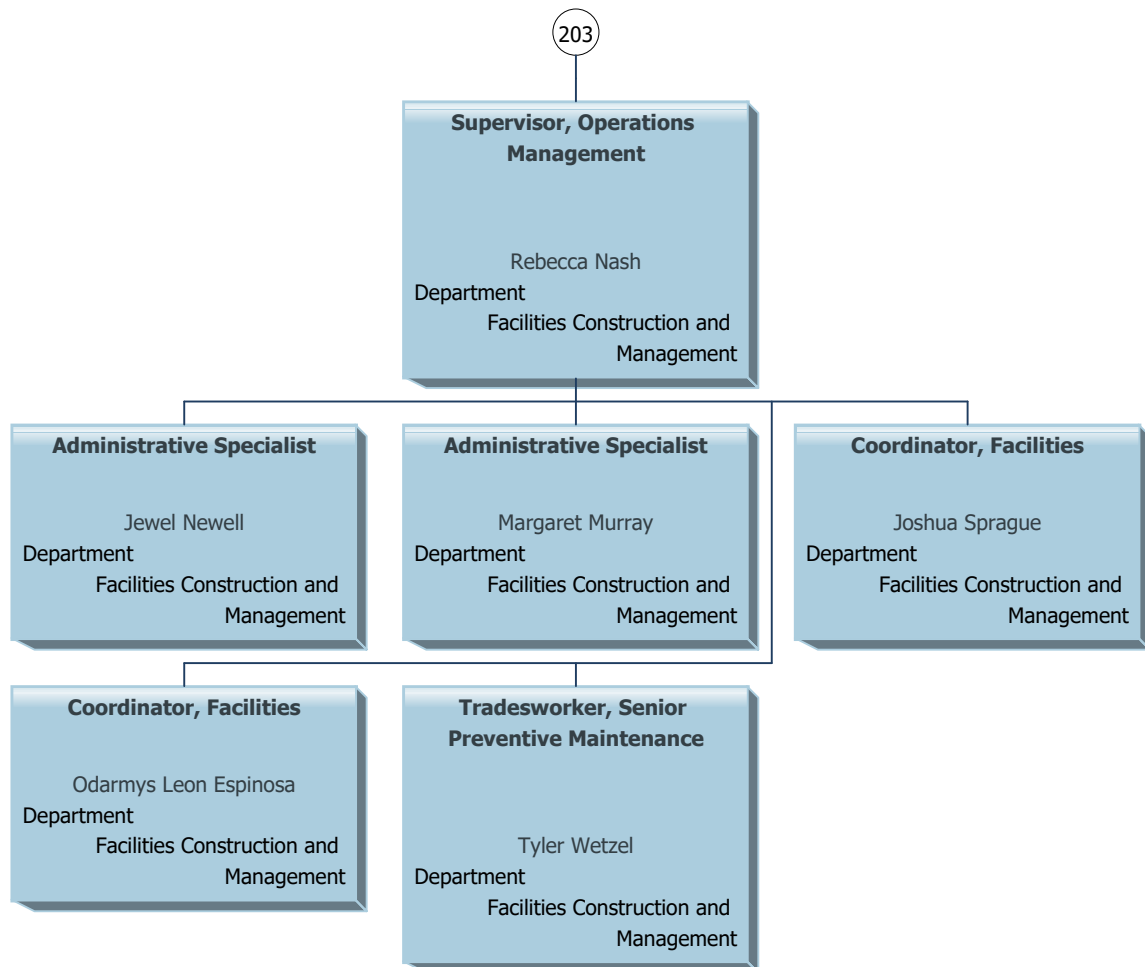 203
Supervisor, Operations
Management
Rebecca Nash
Department
Facilities Construction and
Management
Administrative Specialist
Jewel Newell
Department
Facilities Construction and
Management
Administrative Specialist
Margaret Murray
Department
Facilities Construction and
Management
Coordinator, Facilities
Joshua Sprague
Department
Facilities Construction and
Management
Coordinator, Facilities
Odarmys Leon Espinosa
Department
Facilities Construction and
Management
Tradesworker, Senior
Preventive Maintenance
Tyler Wetzel
Department
Facilities Construction and
Management